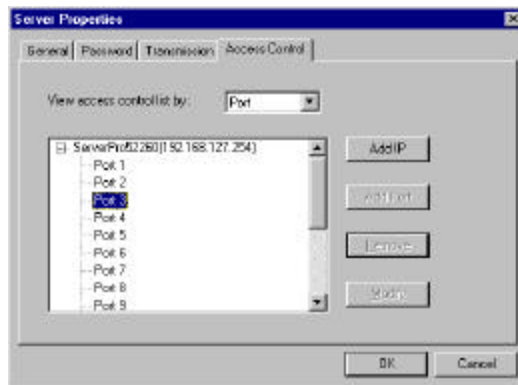 Server Properties
General Password Transmission Access Control
View access control list by: Port
ServerPro52260(192.168.127.254)
Port 1
Port 2
Port 3
Port 4
Port 5
Port 6
Port 7
Port 8
Port 9
Add IP
Add Port
Remove
Modify
OK
Cancel